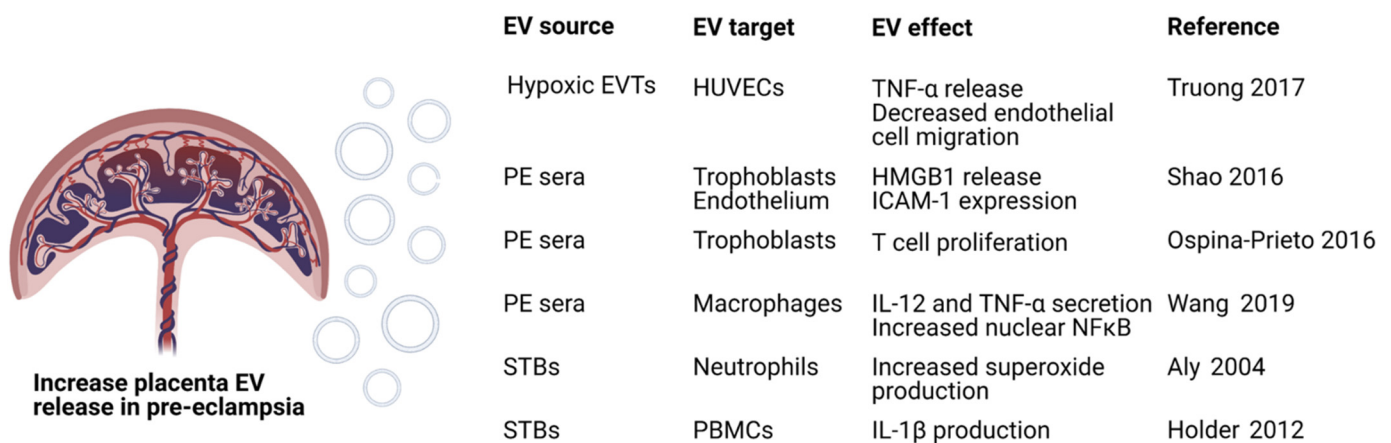 EV source EV target EV effect Reference
Hypoxic EVTs HUVECs TNF-α release Truong 2017
Decreased endothelial
cell migration
PE sera Trophoblasts HMGB1 release Shao 2016
Endothelium ICAM-1 expression
PE sera Trophoblasts T cell proliferation Ospina-Prieto 2016
PE sera Macrophages IL-12 and TNF-α secretion Wang 2019
Increased nuclear NFκB
STBs Neutrophils Increased superoxide Aly 2004
production
STBs PBMCs IL-1β production Holder 2012
Increase placenta EV
release in pre-eclampsia